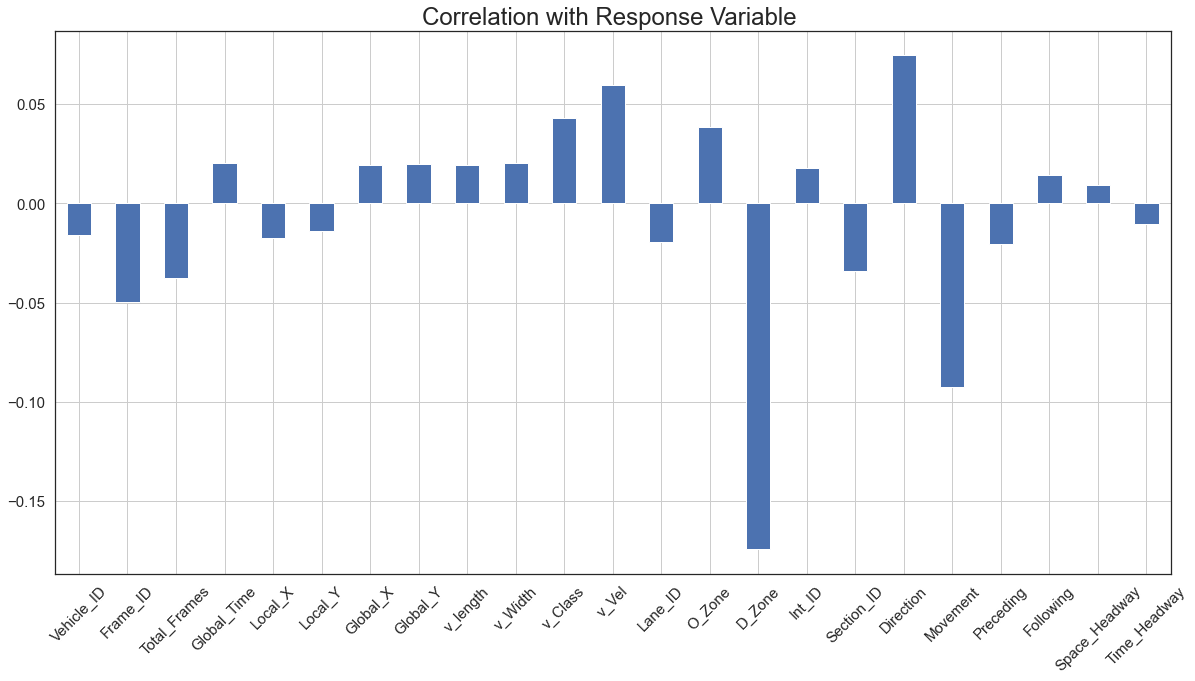 Correlation with Response Variable
0.05
0.00
−0.05
−0.10
−0.15
Vehicle_ID
Frame_ID
Total_Frames
Global_Time
Local_X
Local_Y
Global_X
Global_Y
v_length
v_Width
v_Class
v_Vel
Lane_ID
O_Zone
D_Zone
Int_ID
Section_ID
Direction
Movement
Preceding
Following
Space_Headway
Time_Headway